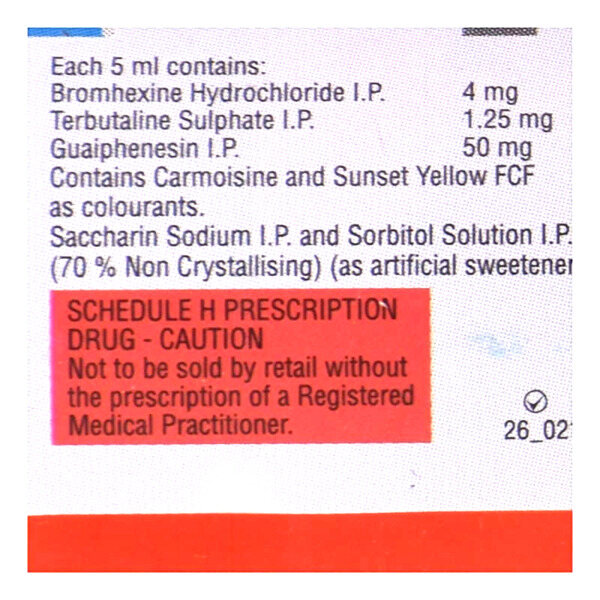 Each 5 ml contains:
Bromhexine Hydrochloride I.P. 4 mg
Terbutaline Sulphate I.P. 1.25 mg
Guaiphenesin I.P. 50 mg
Contains Carmoisine and Sunset Yellow FCF
as colourants.
Saccharin Sodium I.P. and Sorbitol Solution I.P.
(70 % Non Crystallising) (as artificial sweetener
SCHEDULE H PRESCRIPTION
DRUG - CAUTION
Not to be sold by retail without
the prescription of a Registered
Medical Practitioner.
26_02